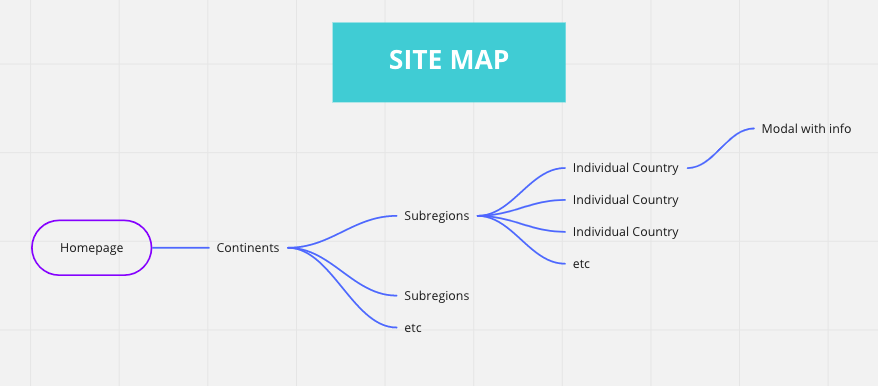 SITE MAP
Modal with info
Individual Country
Individual Country
Subregions
Individual Country
Homepage
Continents
etc
Subregions
etc